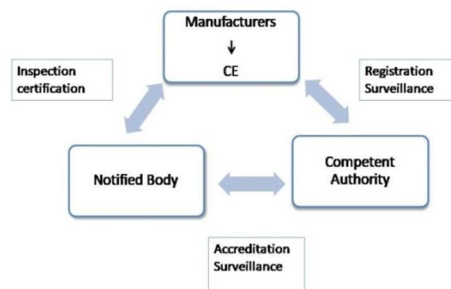 Manufacturers
CE
Inspection
certification
Registration
Surveillance
Notified Body
Competent
Authority
Accreditation
Surveillance